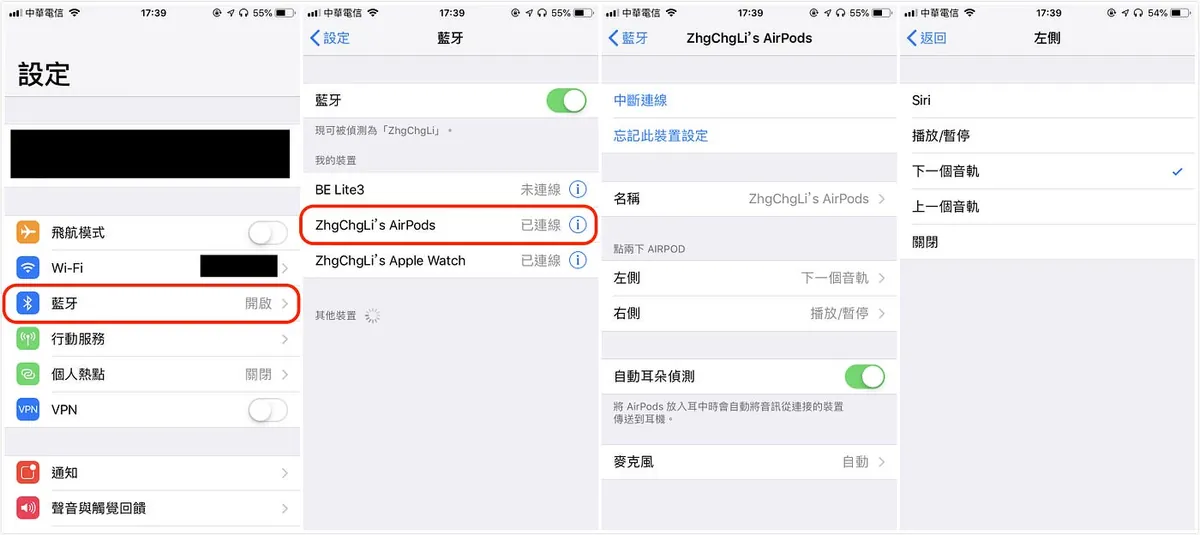 中華電信
17:39
55%
設定
飛航模式
Wi-Fi
藍牙
開啟
行動服務
個人熱點
關閉
VPN
VPN
通知
聲音與觸覺回饋
中華電信
17:39
55%
設定
藍牙
藍牙
現可被偵測為「ZhgChgLi」。
我的裝置
BE Lite3
未連線
ZhgChgLi's AirPods
已連線
ZhgChgLi's Apple Watch
已連線
其他裝置
中華電信
17:39
55%
藍牙
ZhgChgLi's AirPods
中斷連線
忘記此裝置設定
名稱
ZhgChgLi's AirPods
點兩下 AIRPOD
左側
下一個音軌
右側
播放/暫停
自動耳朵偵測
將 AirPods 放入耳中時會自動將音訊從連接的裝置
傳送到耳機。
麥克風
自動
中華電信
17:39
54%
返回
左側
Siri
播放/暫停
下一個音軌
上一個音軌
關閉